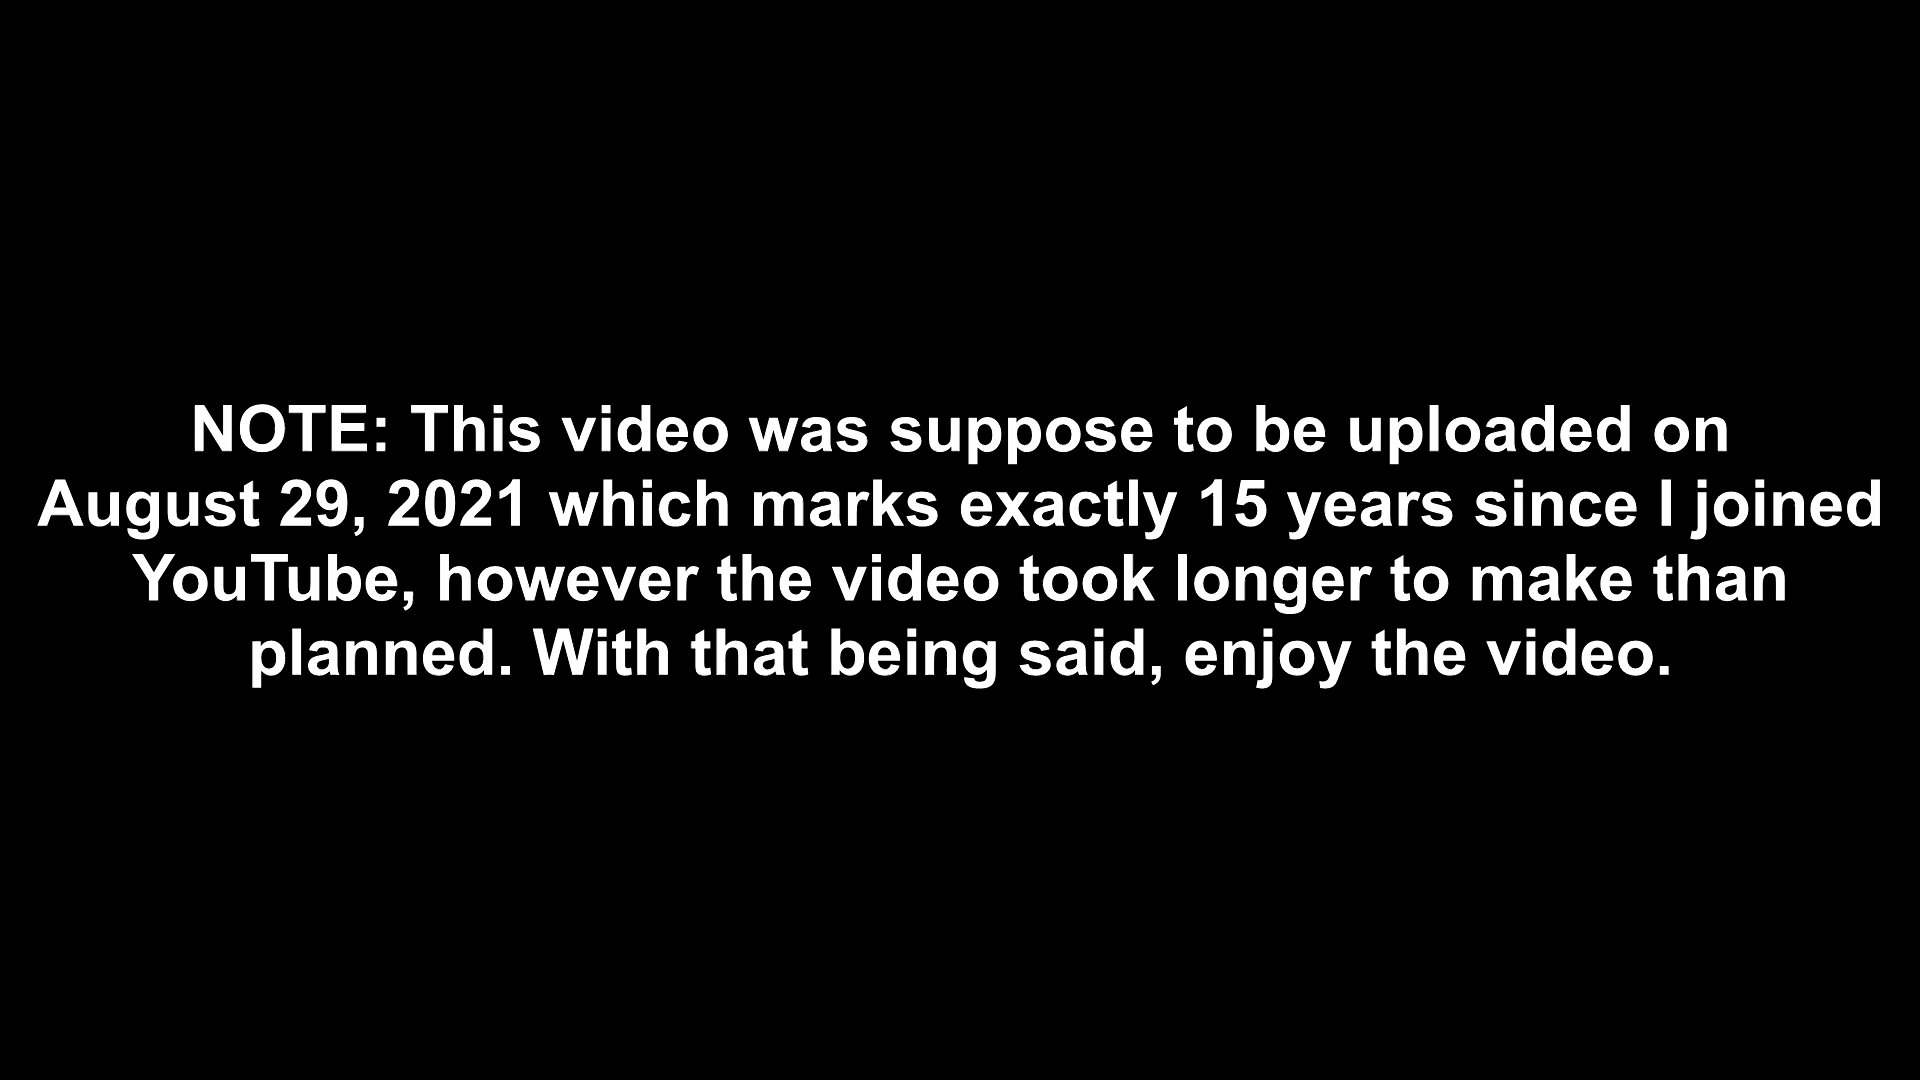 NOTE: This video was suppose to be uploaded on
August 29, 2021 which marks exactly 15 years since I joined
YouTube, however the video took longer to make than
planned. With that being said, enjoy the video.